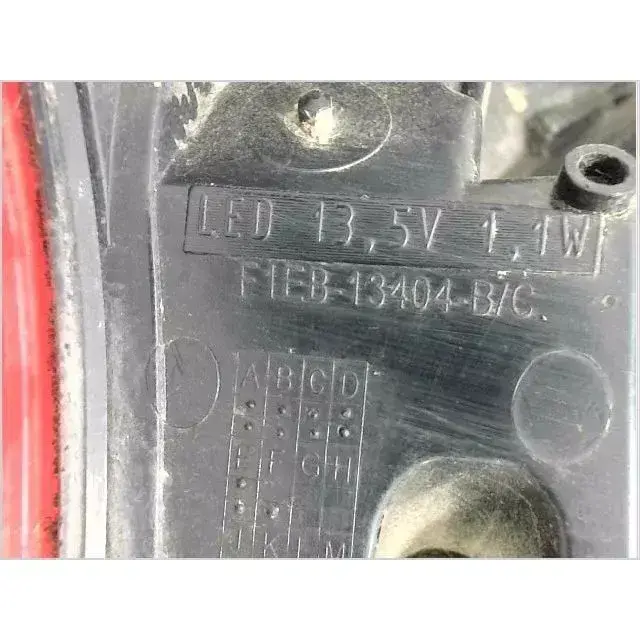 LED 13,5V 1,1W
F1EB-13404-B/C.
A B C D
E F G H
J K L M